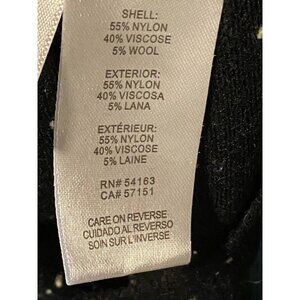 SHELL:
55% NYLON
40% VISCOSE
5% WOOL
EXTERIOR:
55% NYLON
40% VISCOSA
5% LANA
EXTÉRIEUR:
55% NYLON
40% VISCOSE
5% LAINE
RN# 54163
CA# 57151
CARE ON REVERSE
CUIDADO AL REVERSO
SOIN SUR L'INVERSE